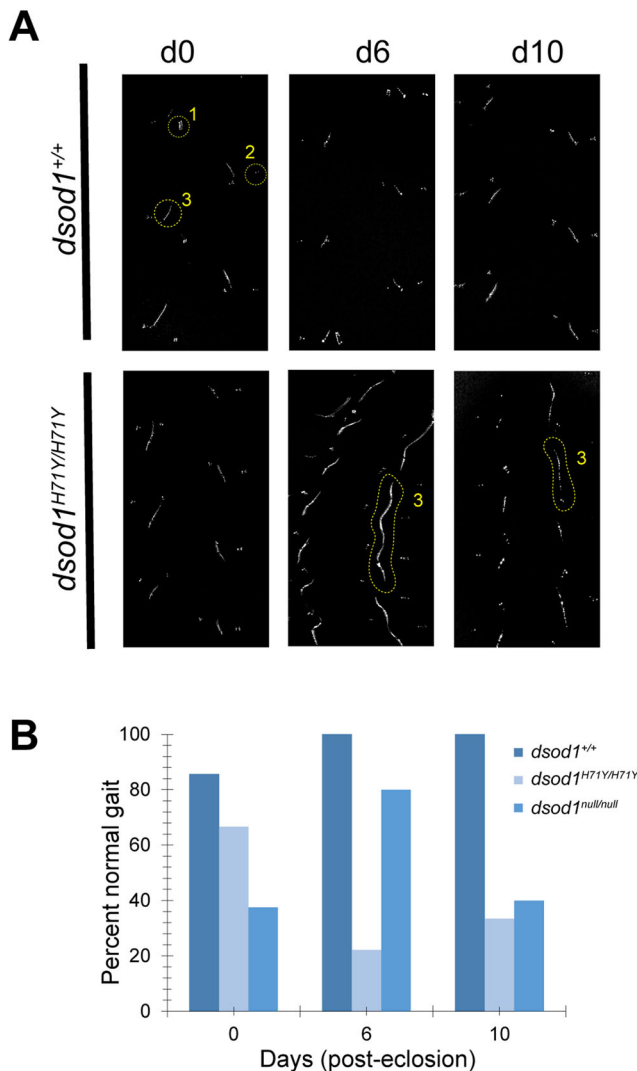 A
d0 d6 d10
dsod1+/+
1
2
3
dsod1H71Y/H71Y
3
3
B
100
80
60
40
20
0
Percent normal gait
dsod1+/+
dsod1H71Y/H71Y
dsod1null/null
0 6 10
Days (post-eclosion)